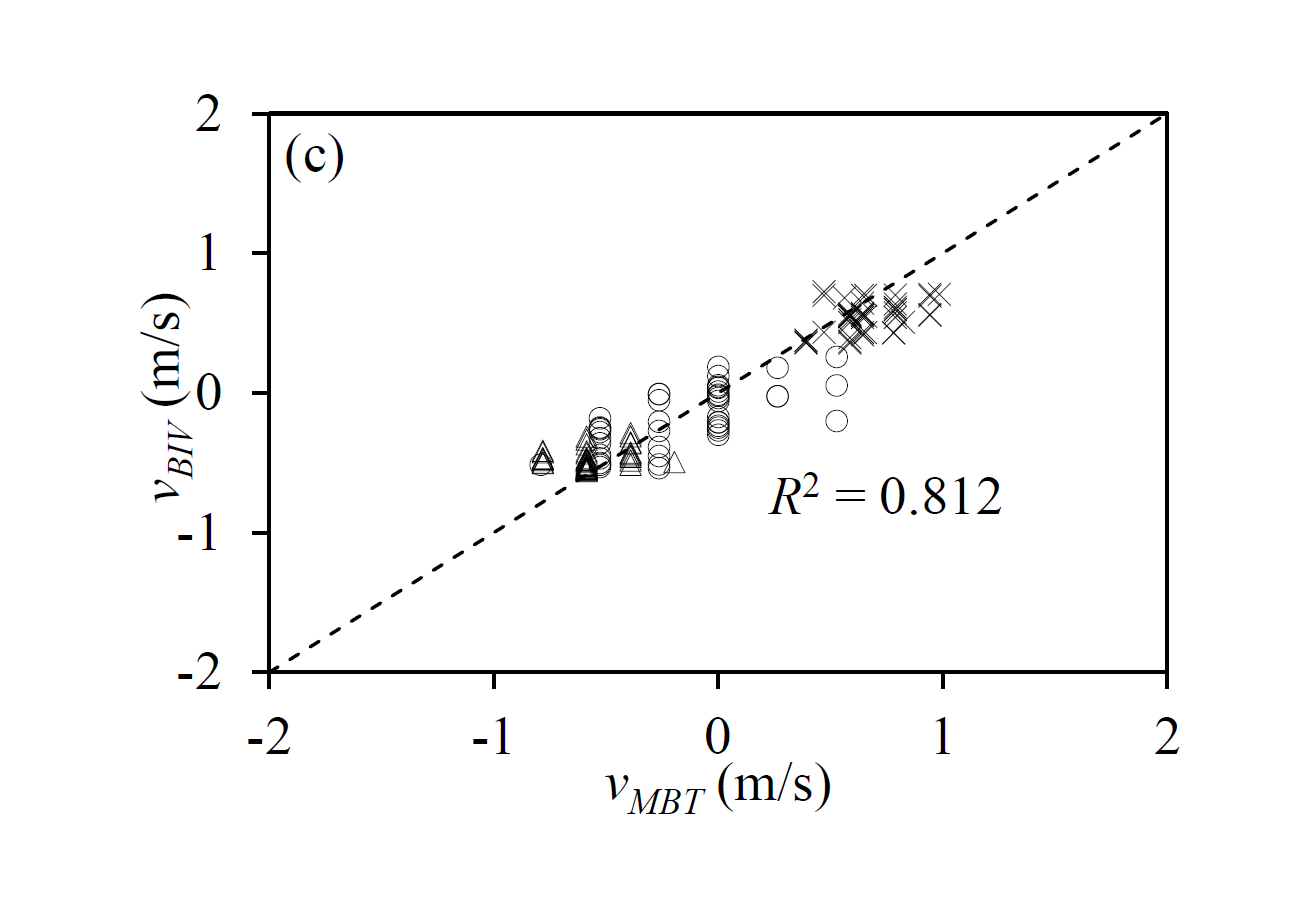 2
(c)
1
0
-1
-2
v_BIV (m/s)
R² = 0.812
-2 -1 0 1 2
v_MBT (m/s)